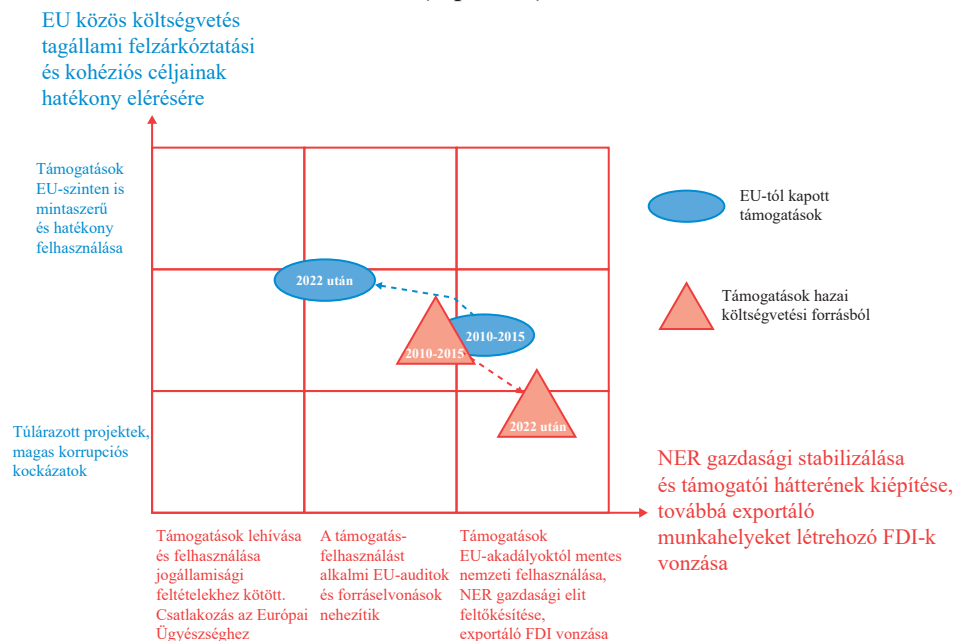 EU közös költségvetés
tagállami felzárkóztatási
és kohéziós céljainak
hatékony elérésére
Támogatások
EU-szinten is
mintaszerű
és hatékony
felhasználása
EU-tól kapott
támogatások
2022 után
Támogatások hazai
költségvetési forrásból
2010-2015
2010-2015
2022 után
Túlárazott projektek,
magas korrupciós
kockázatok
NER gazdasági stabilizálása
és támogatói hátterének kiépítése,
továbbá exportáló
munkahelyeket létrehozó FDI-k
vonzása
Támogatások lehívása
és felhasználása
jogállamisági
feltételekhez kötött.
Csatlakozás az Európai
Ügyészséghez
A támogatás-
felhasználást
alkalmi EU-auditok
és forráselvonások
nehezítik
Támogatások
EU-akadályoktól mentes
nemzeti felhasználása,
NER gazdasági elit
feltőkésítése,
exportáló FDI vonzása